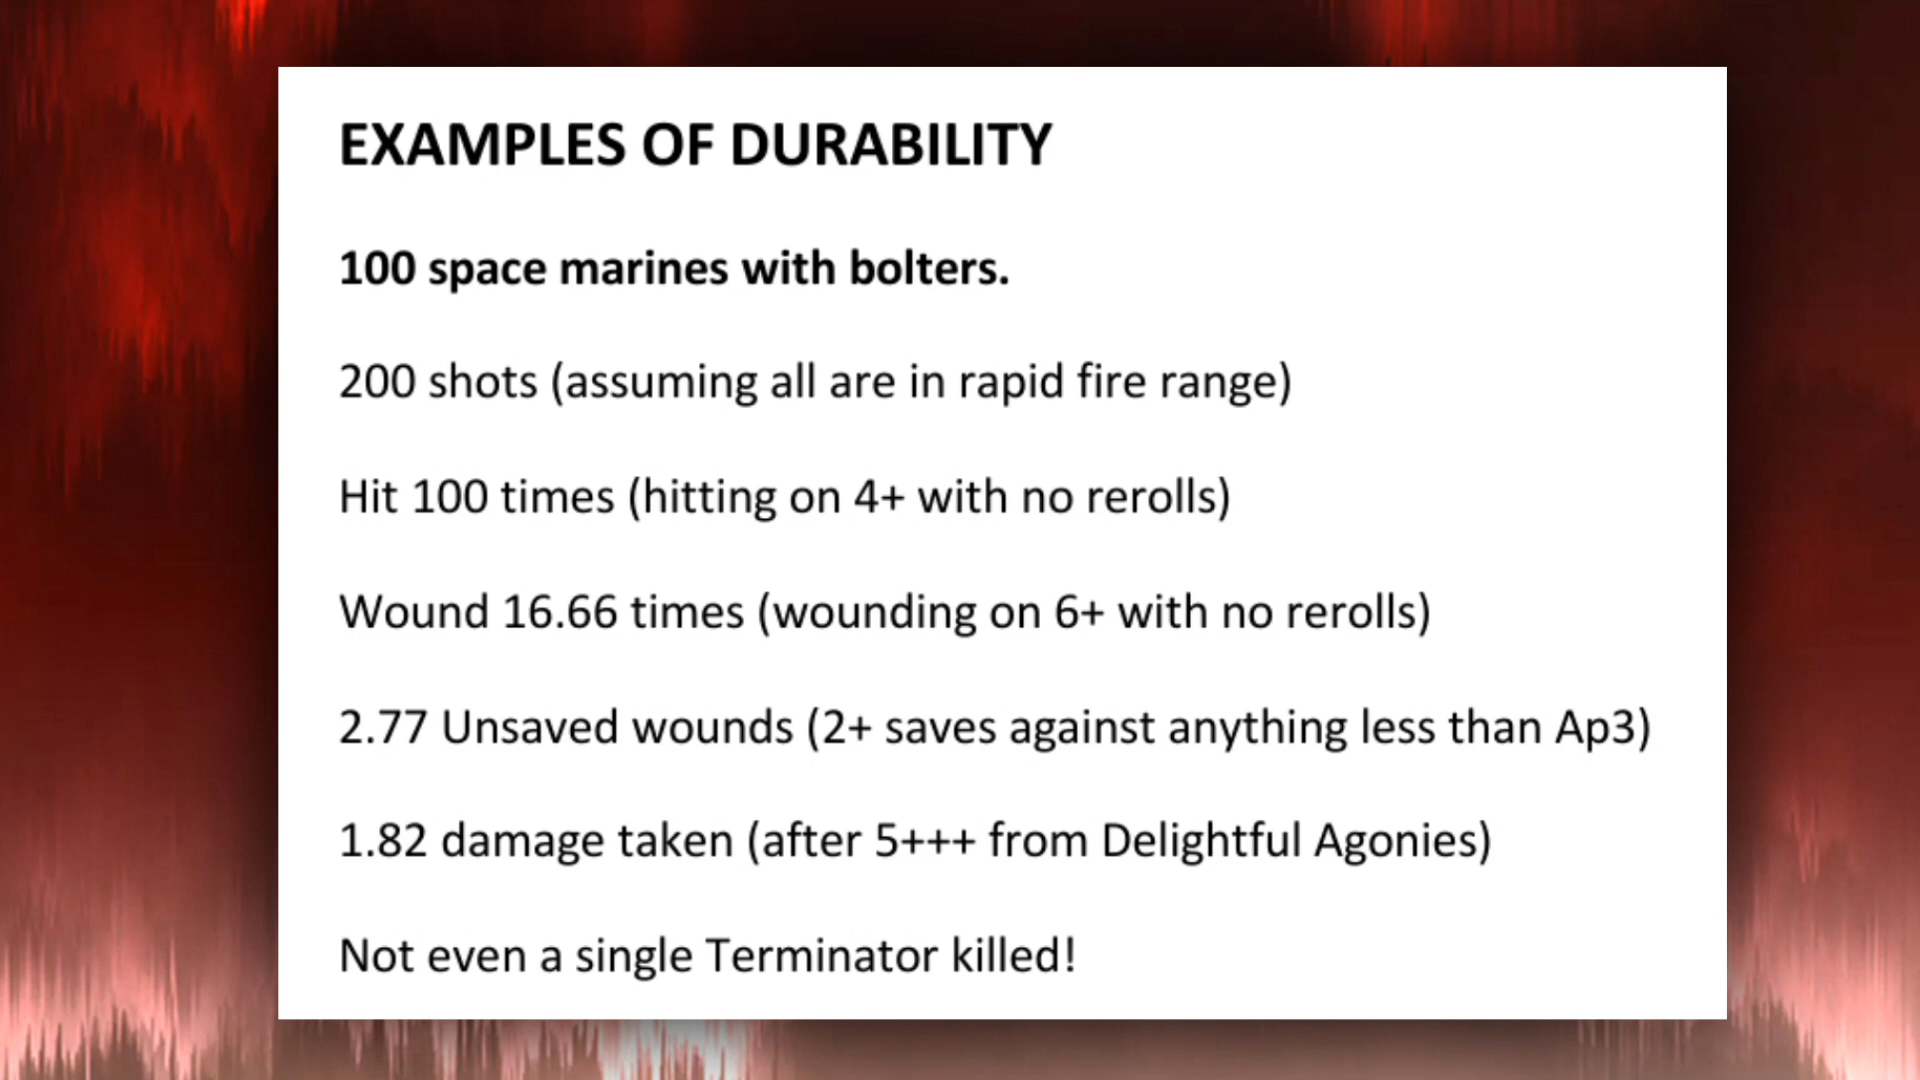 EXAMPLES OF DURABILITY
100 space marines with bolters.
200 shots (assuming all are in rapid fire range)
Hit 100 times (hitting on 4+ with no rerolls)
Wound 16.66 times (wounding on 6+ with no rerolls)
2.77 Unsaved wounds (2+ saves against anything less than Ap3)
1.82 damage taken (after 5+++ from Delightful Agonies)
Not even a single Terminator killed!